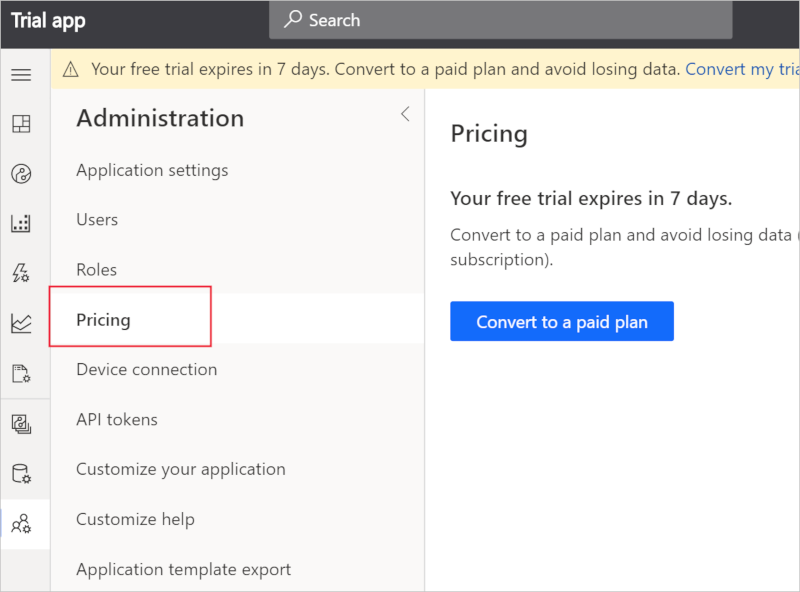 Trial app
Search
Your free trial expires in 7 days. Convert to a paid plan and avoid losing data. Convert my
Administration
Application settings
Users
Roles
Pricing
Device connection
API tokens
Customize your application
Customize help
Application template export
Pricing
Your free trial expires in 7 days.
Convert to a paid plan and avoid losing data (
subscription).
Convert to a paid plan